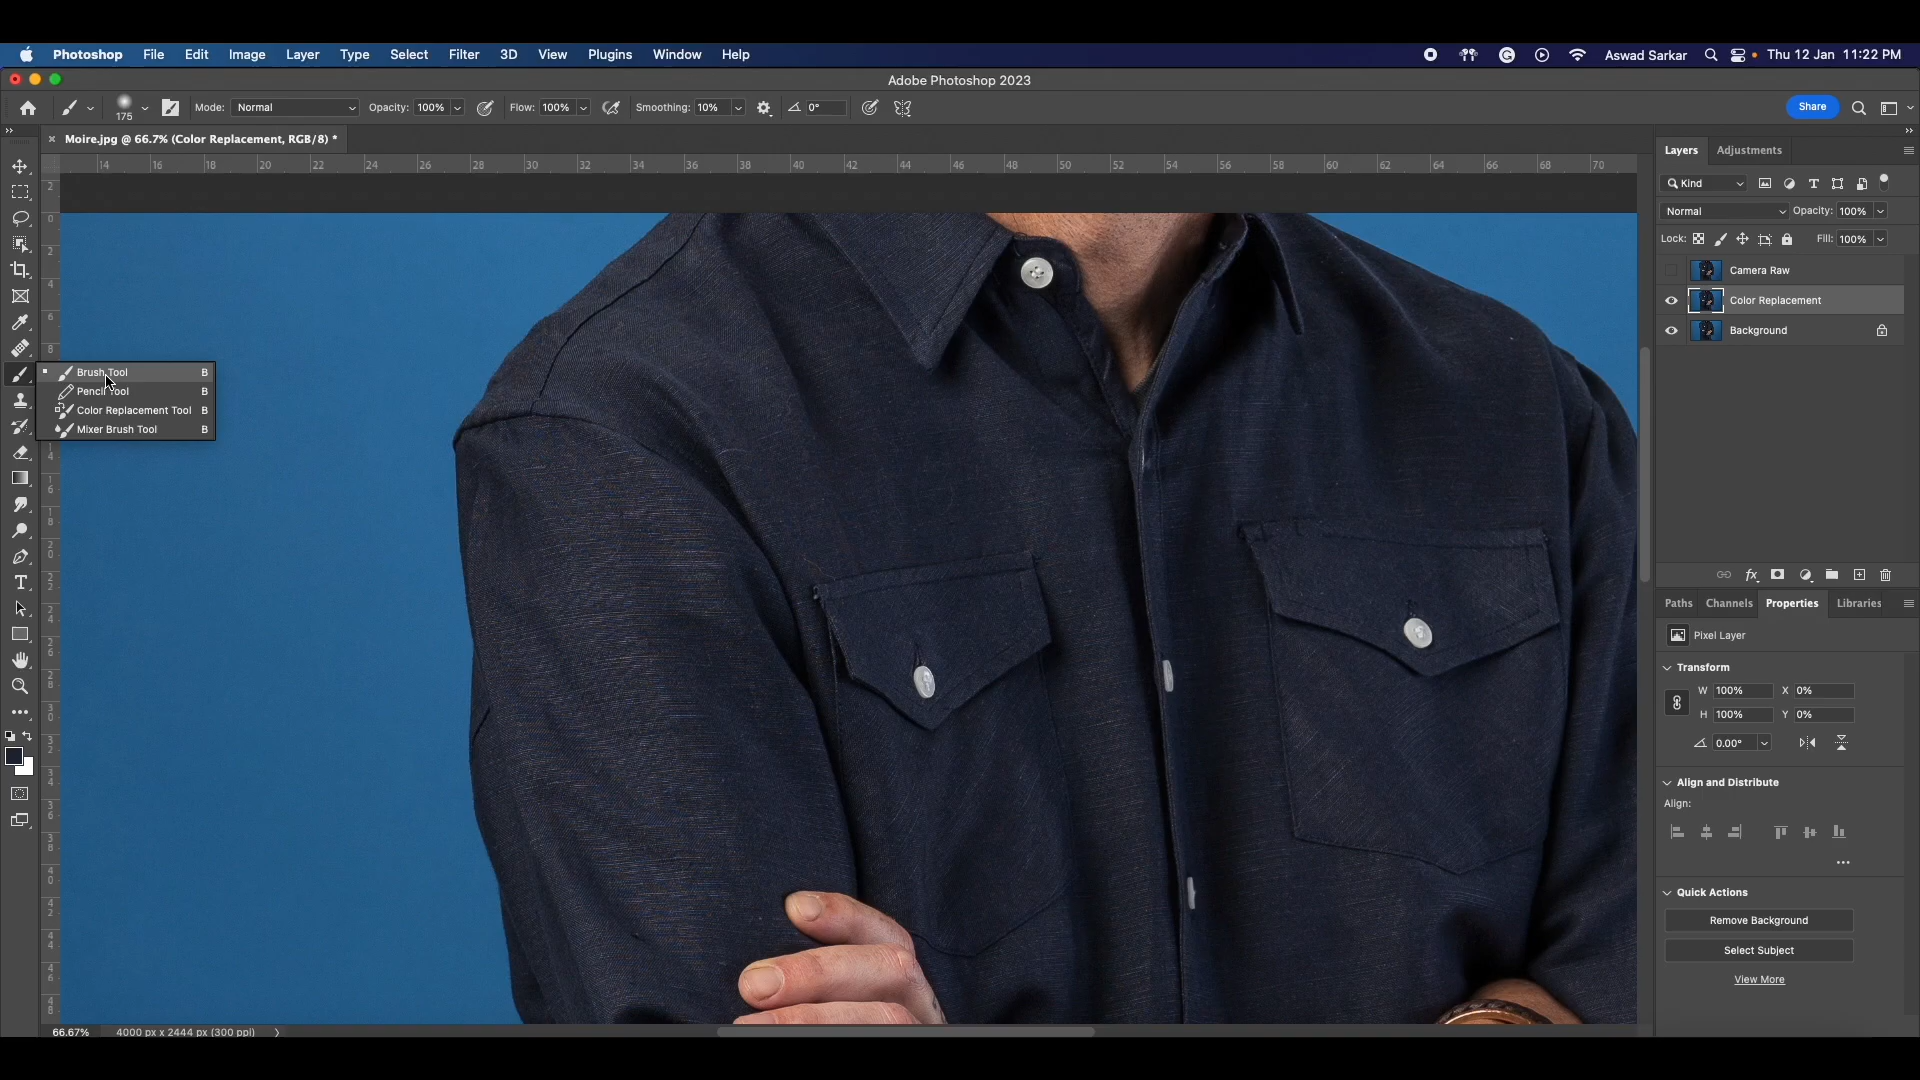 Photoshop File Edit Image Layer Type Select Filter 3D View Plugins Window Help Aswad Sarkar Thu 12 Jan 11:22 PM
Adobe Photoshop 2023
175 Mode: Normal Opacity: 100% Flow: 100% Smoothing: 10% 0° Share
Moire.jpg @ 66.7% (Color Replacement, RGB/8) *
14 16 18 20 22 24 26 28 30 32 34 36 38 40 42 44 46 48 50 52 54 56 58 60 62 64 66 68 70
Layers Adjustments
Kind
Normal Opacity: 100%
Lock: Fill: 100%
Camera Raw
Color Replacement
Background
Brush Tool B
Pencil Tool B
Color Replacement Tool B
Mixer Brush Tool B
Paths Channels Properties Libraries
Pixel Layer
Transform
W 100% X 0%
H 100% Y 0%
0.00°
Align and Distribute
Align:
Quick Actions
Remove Background
Select Subject
View More
66.67% 4000 px x 2444 px (300 ppi)